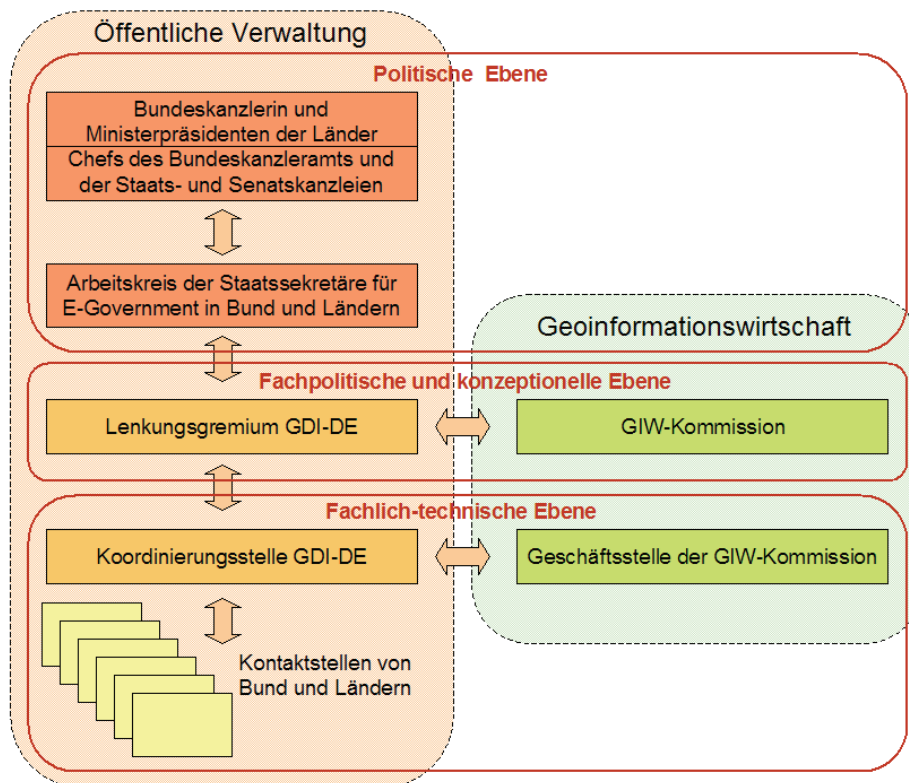 Öffentliche Verwaltung
Politische Ebene
Bundeskanzlerin und
Ministerpräsidenten der Länder
Chefs des Bundeskanzleramts und
der Staats- und Senatskanzleien
Arbeitskreis der Staatssekretäre für
E-Government in Bund und Ländern
Geoinformationswirtschaft
Fachpolitische und konzeptionelle Ebene
Lenkungsgremium GDI-DE
GIW-Kommission
Fachlich-technische Ebene
Koordinierungsstelle GDI-DE
Geschäftsstelle der GIW-Kommission
Kontaktstellen von
Bund und Ländern